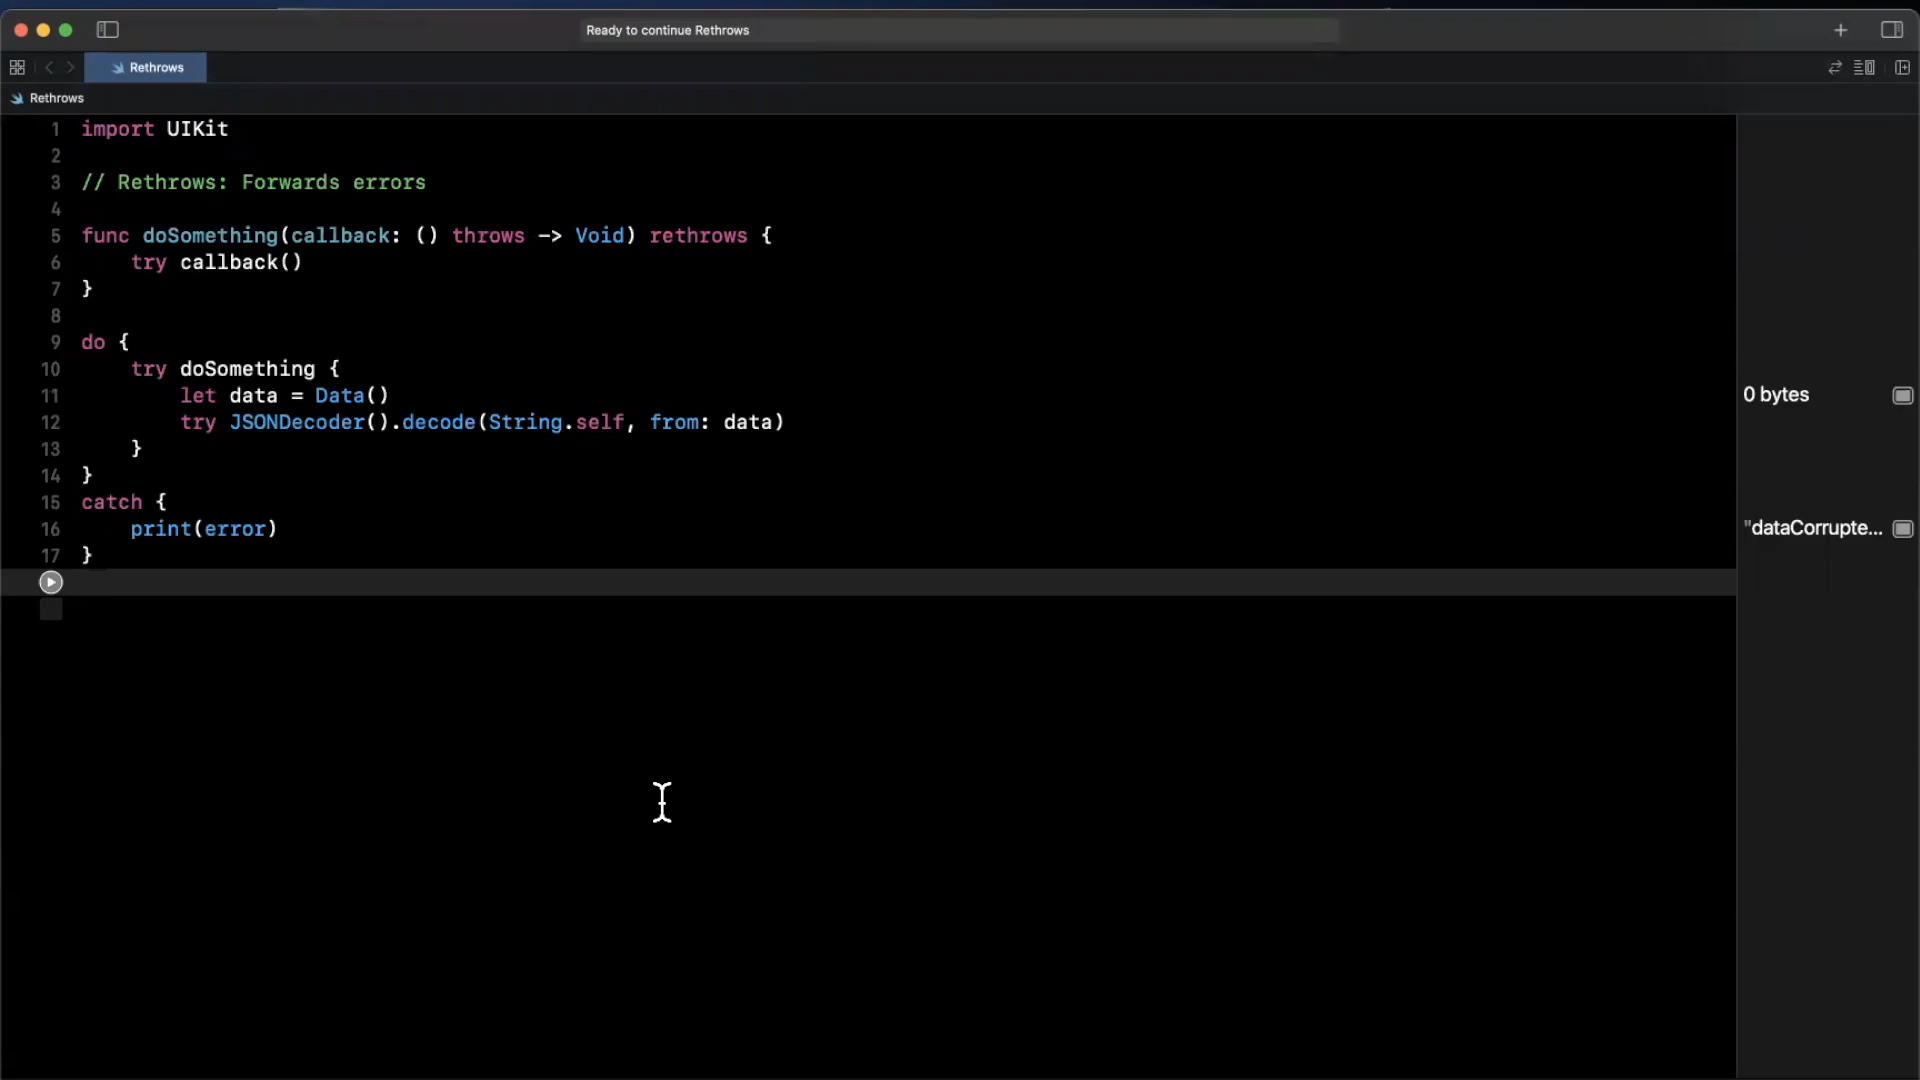 Ready to continue Rethrows
Rethrows
Rethrows
1 import UIKit
2
3 // Rethrows: Forwards errors
4
5 func doSomething(callback: () throws -> Void) rethrows {
6 try callback()
7 }
8
9 do {
10 try doSomething {
11 let data = Data()
0 bytes
12 try JSONDecoder().decode(String.self, from: data)
13 }
14 }
15 catch {
16 print(error)
"dataCorrupte...
17 }